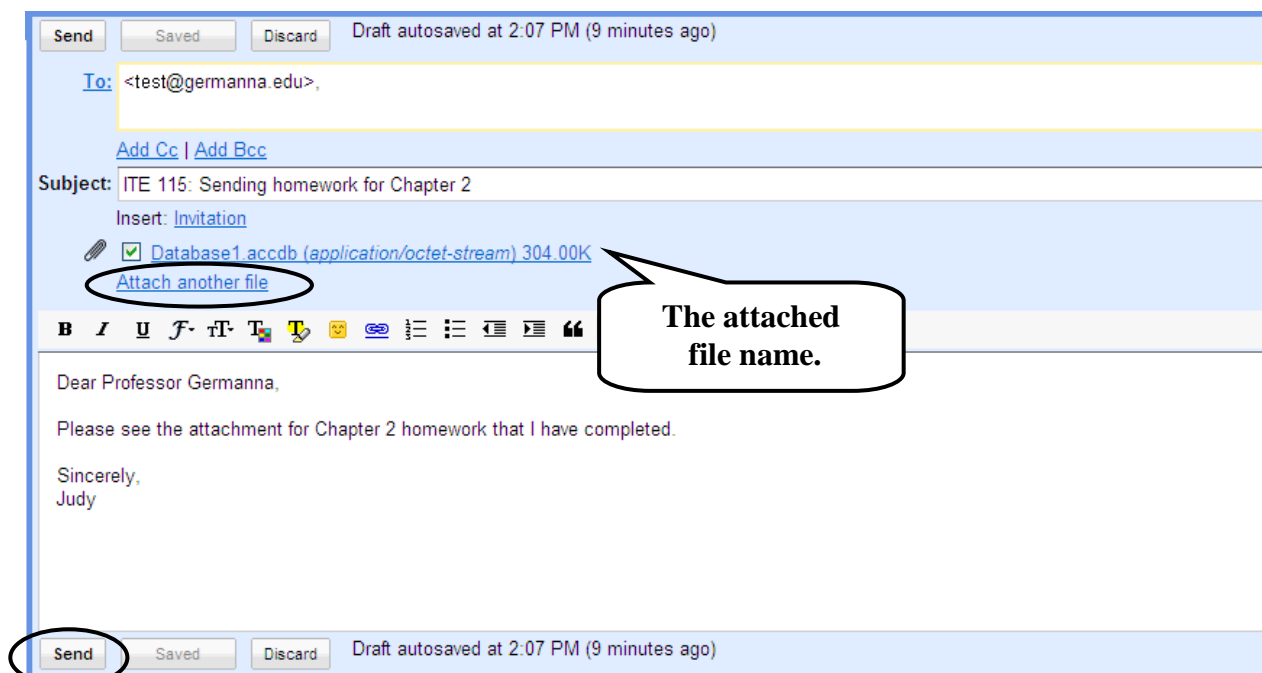 Send Saved Discard Draft autosaved at 2:07 PM (9 minutes ago)
To: <test@germanna.edu>,
Add Cc | Add Bcc
Subject: ITE 115: Sending homework for Chapter 2
Insert: Invitation
Database1.accdb (application/octet-stream) 304.00K
Attach another file
The attached
file name.
B I U F T T T
Dear Professor Germanna,
Please see the attachment for Chapter 2 homework that I have completed.
Sincerely,
Judy
Send Saved Discard Draft autosaved at 2:07 PM (9 minutes ago)